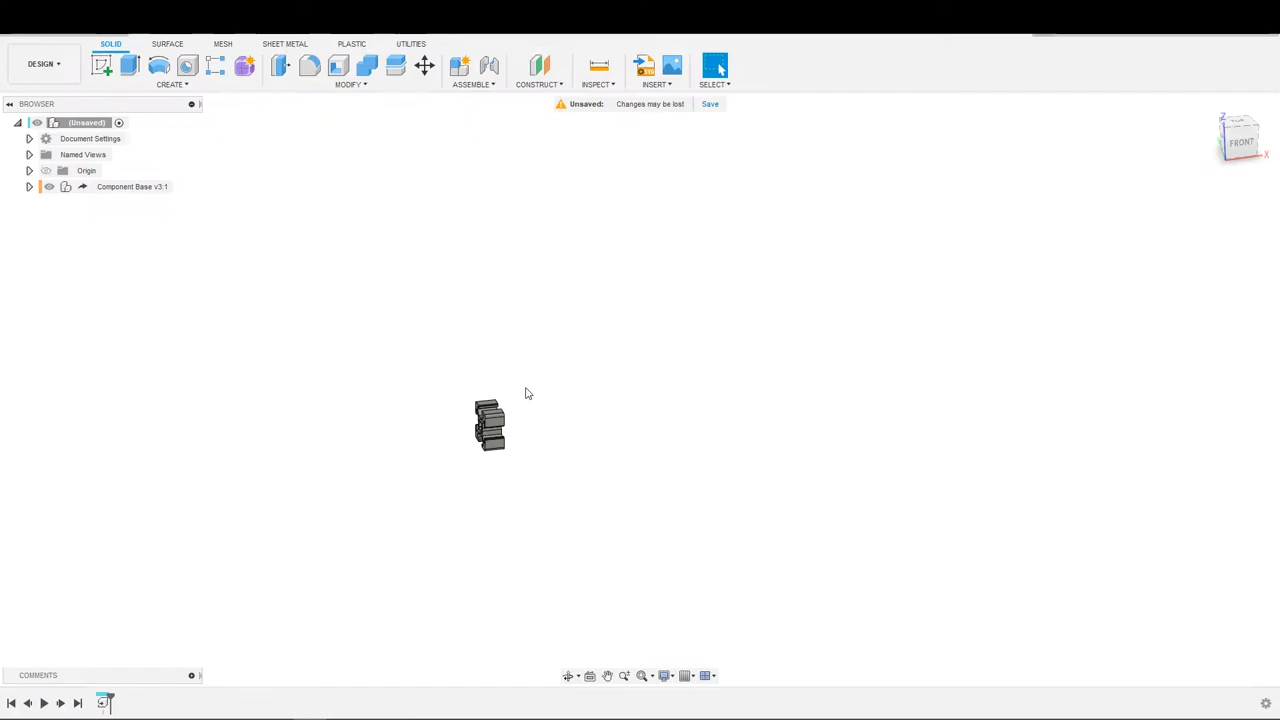 SOLID SURFACE MESH SHEET METAL PLASTIC UTILITIES
DESIGN
CREATE MODIFY ASSEMBLE CONSTRUCT INSPECT INSERT SELECT
BROWSER
Unsaved: Changes may be lost Save
(Unsaved)
Document Settings
Named Views
Origin
Component Base v3:1
Z
FRONT
X
COMMENTS